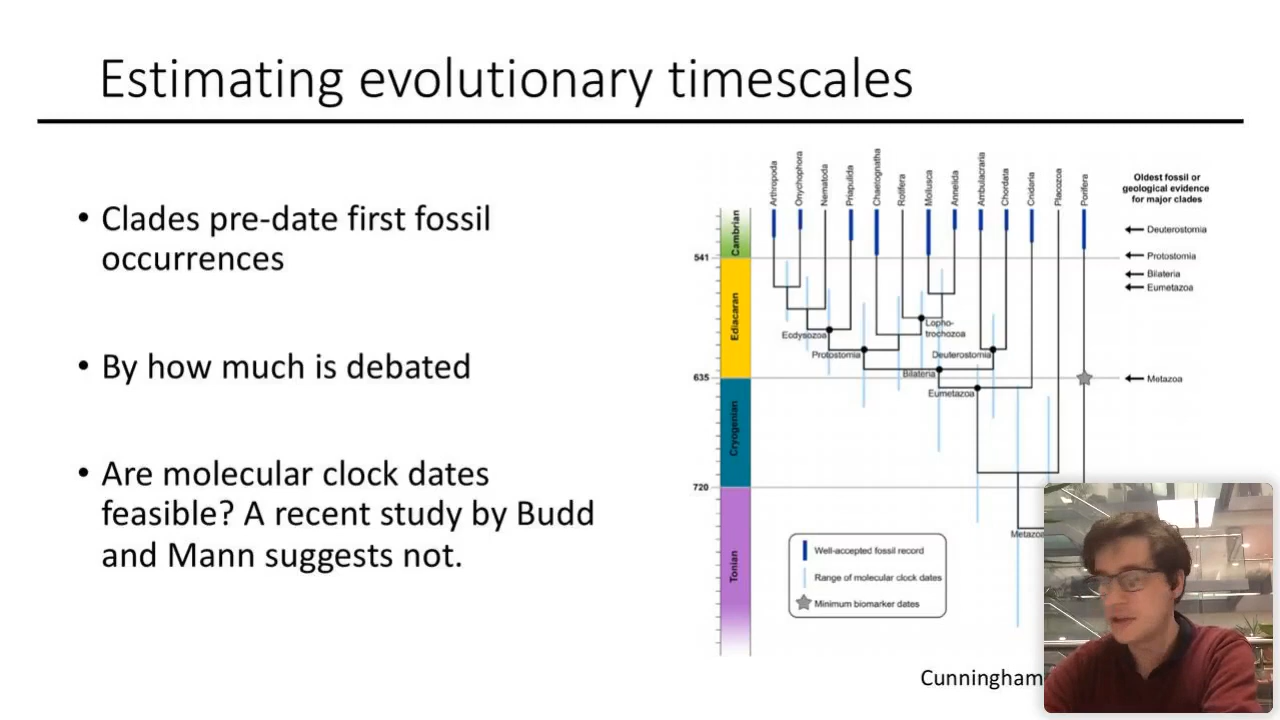 Estimating evolutionary timescales
• Clades pre-date first fossil
occurrences
• By how much is debated
• Are molecular clock dates
feasible? A recent study by Budd
and Mann suggests not.
Arthropoda
Onychophora
Nematoda
Priapulida
Chaetognatha
Rotifera
Mollusca
Annelida
Ambulacraria
Chordata
Cnidaria
Placozoa
Porifera
Oldest fossil or
geological evidence
for major clades
Cambrian
Deuterostomia
541
Protostomia
Bilateria
Eumetazoa
Ediacaran
Ecdysozoa
Lopho-
trochozoa
Protostomia
Deuterostomia
Bilateria
635
Metazoa
Eumetazoa
Cryogenian
720
Metazoa
Tonian
Well-accepted fossil record
Range of molecular clock dates
Minimum biomarker dates
Cunningham